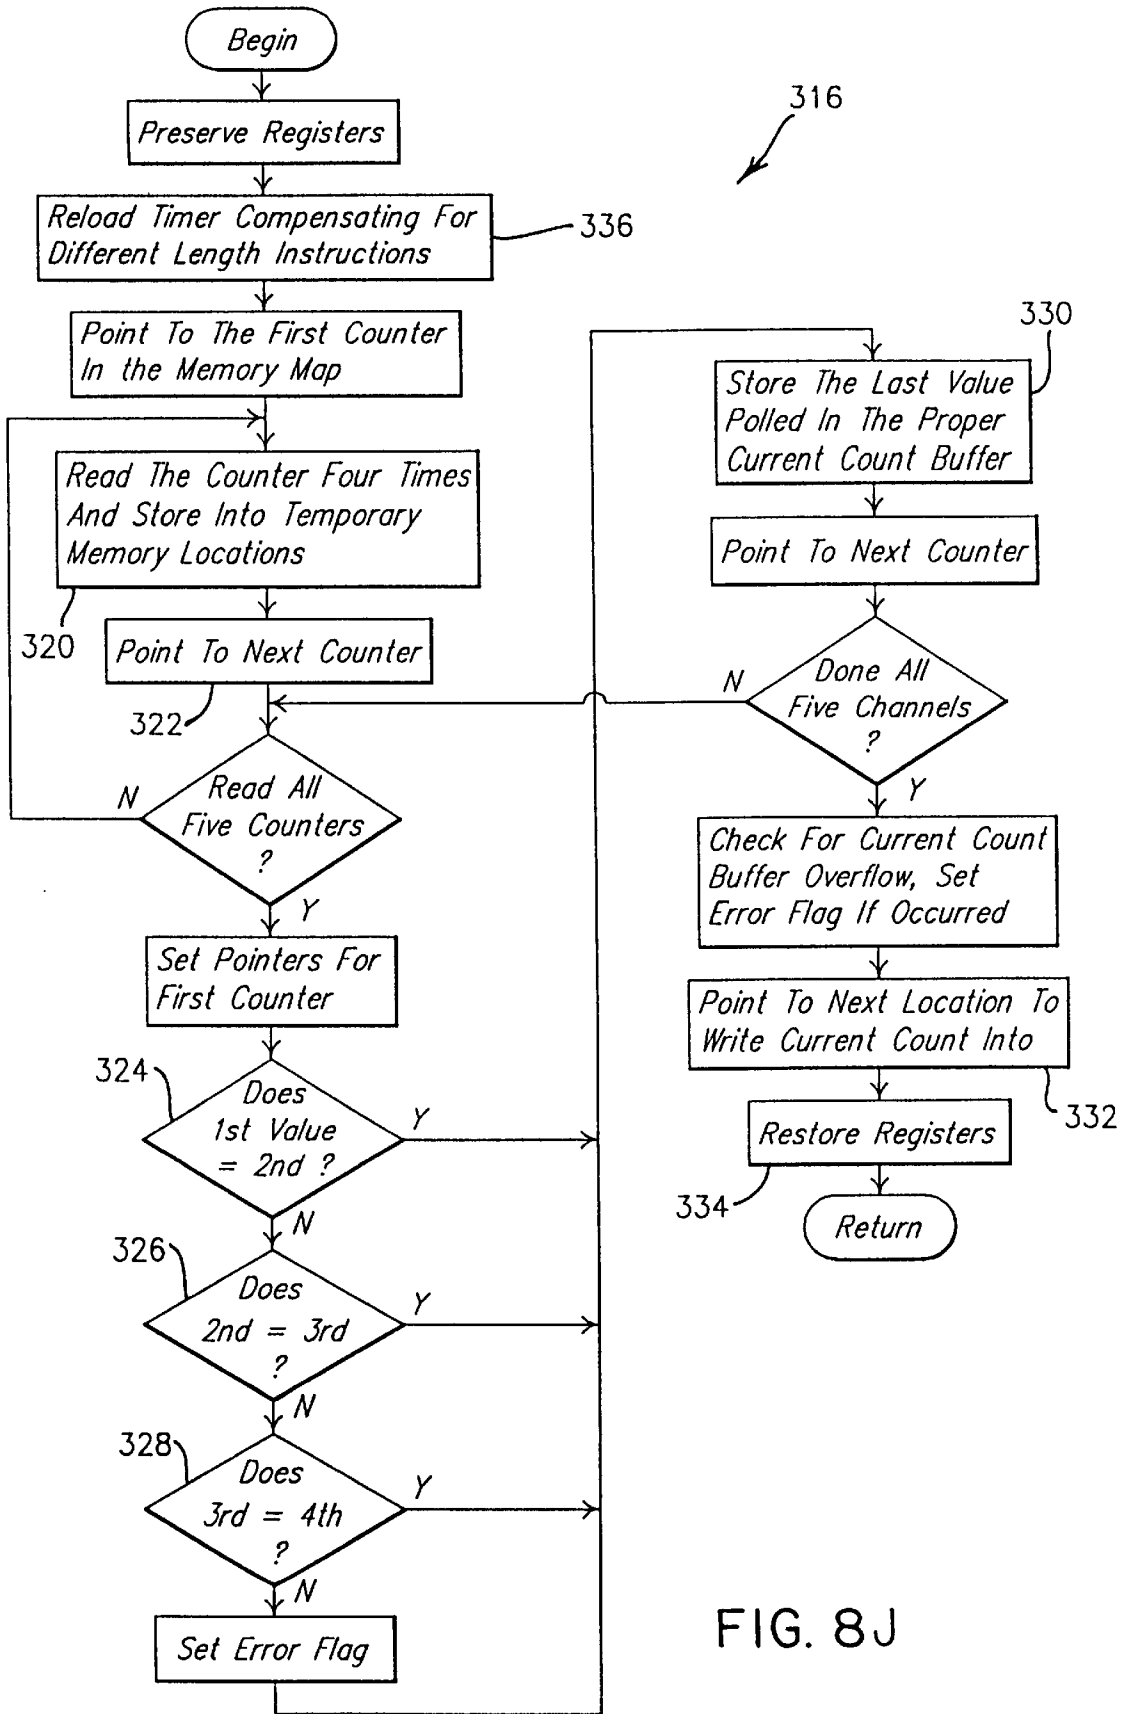 Begin
316
Preserve Registers
Reload Timer Compensating For
Different Length Instructions
336
Point To The First Counter
In the Memory Map
Read The Counter Four Times
And Store Into Temporary
Memory Locations
320
Point To Next Counter
322
N
Read All
Five Counters
?
Y
Set Pointers For
First Counter
324
Does
1st Value
= 2nd ?
Y
N
326
Does
2nd = 3rd
?
Y
N
328
Does
3rd = 4th
?
Y
N
Set Error Flag
330
Store The Last Value
Polled In The Proper
Current Count Buffer
Point To Next Counter
N
Done All
Five Channels
?
Y
Check For Current Count
Buffer Overflow, Set
Error Flag If Occurred
Point To Next Location To
Write Current Count Into
332
Restore Registers
334
Return
FIG. 8J